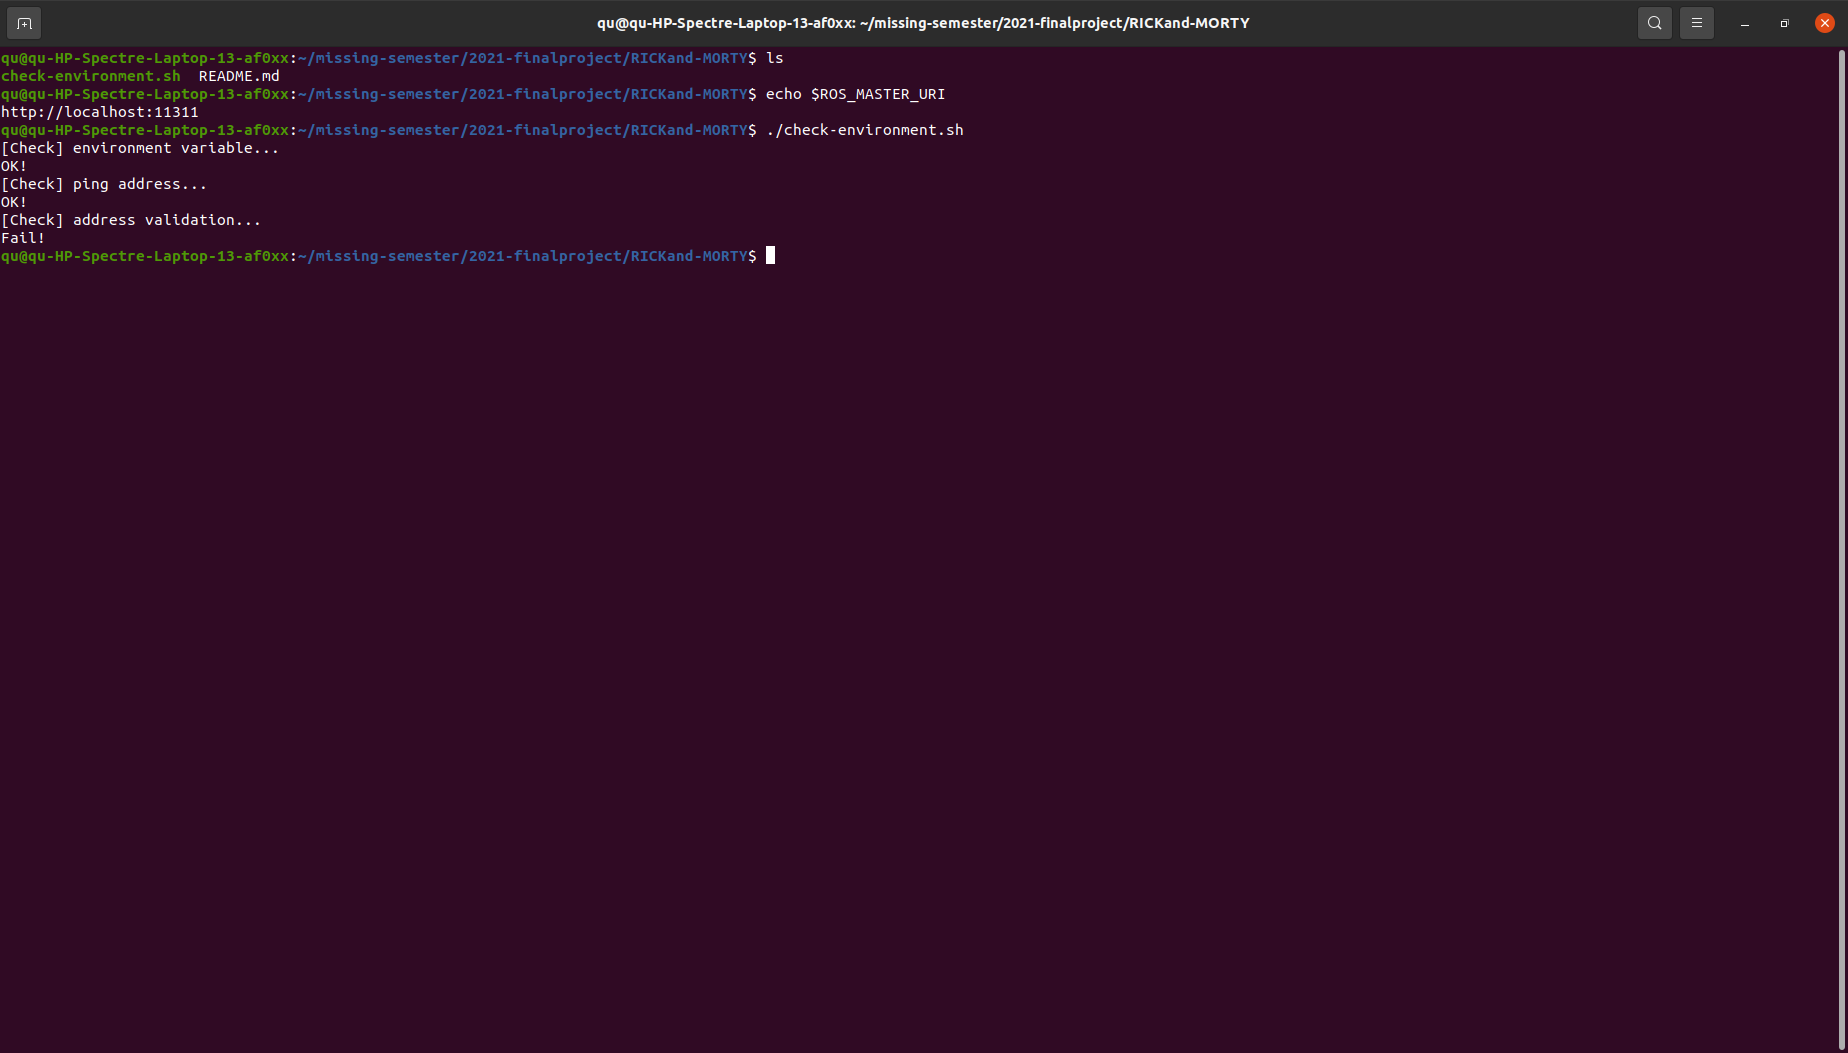 qu@qu-HP-Spectre-Laptop-13-af0xx: ~/missing-semester/2021-finalproject/RICKand-MORTY
qu@qu-HP-Spectre-Laptop-13-af0xx:~/missing-semester/2021-finalproject/RICKand-MORTY$ ls
check-environment.sh  README.md
qu@qu-HP-Spectre-Laptop-13-af0xx:~/missing-semester/2021-finalproject/RICKand-MORTY$ echo $ROS_MASTER_URI
http://localhost:11311
qu@qu-HP-Spectre-Laptop-13-af0xx:~/missing-semester/2021-finalproject/RICKand-MORTY$ ./check-environment.sh
[Check] environment variable...
OK!
[Check] ping address...
OK!
[Check] address validation...
Fail!
qu@qu-HP-Spectre-Laptop-13-af0xx:~/missing-semester/2021-finalproject/RICKand-MORTY$